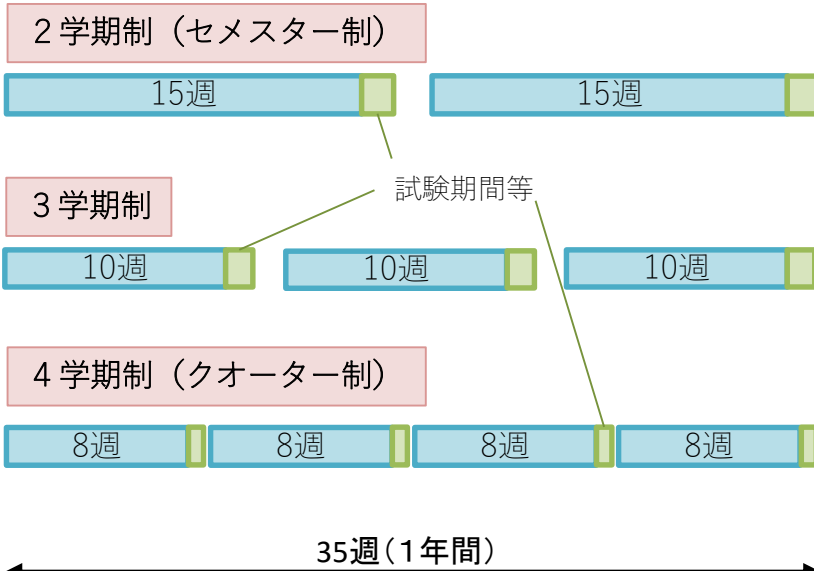 ２学期制（セメスター制）
15週
15週
試験期間等
３学期制
10週
10週
10週
４学期制（クオーター制）
8週
8週
8週
8週
35週（１年間）